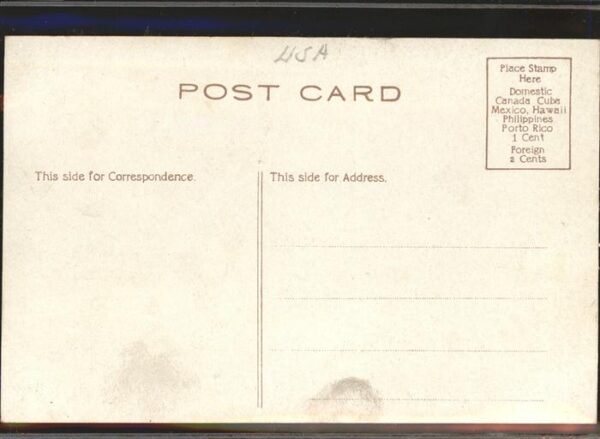 USA
POST CARD
Place Stamp
Here
Domestic
Canada Cuba
Mexico, Hawaii
Philippines
Porto Rico
1 Cent
Foreign
2 Cents
This side for Correspondence.
This side for Address.